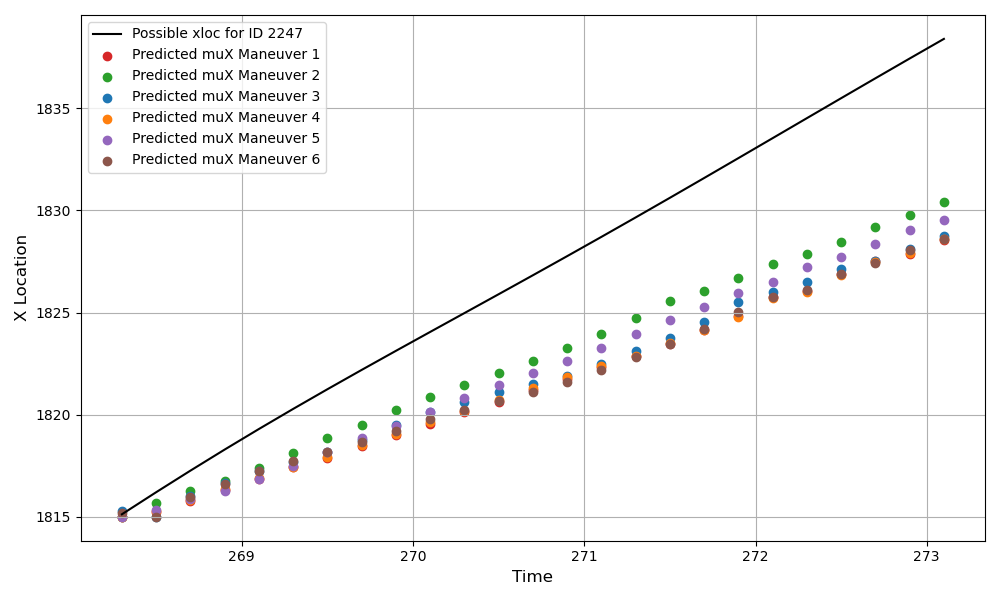 Possible xloc for ID 2247
Predicted muX Maneuver 1
Predicted muX Maneuver 2
Predicted muX Maneuver 3
Predicted muX Maneuver 4
Predicted muX Maneuver 5
Predicted muX Maneuver 6
1835
1830
1825
1820
1815
X Location
269 270 271 272 273
Time